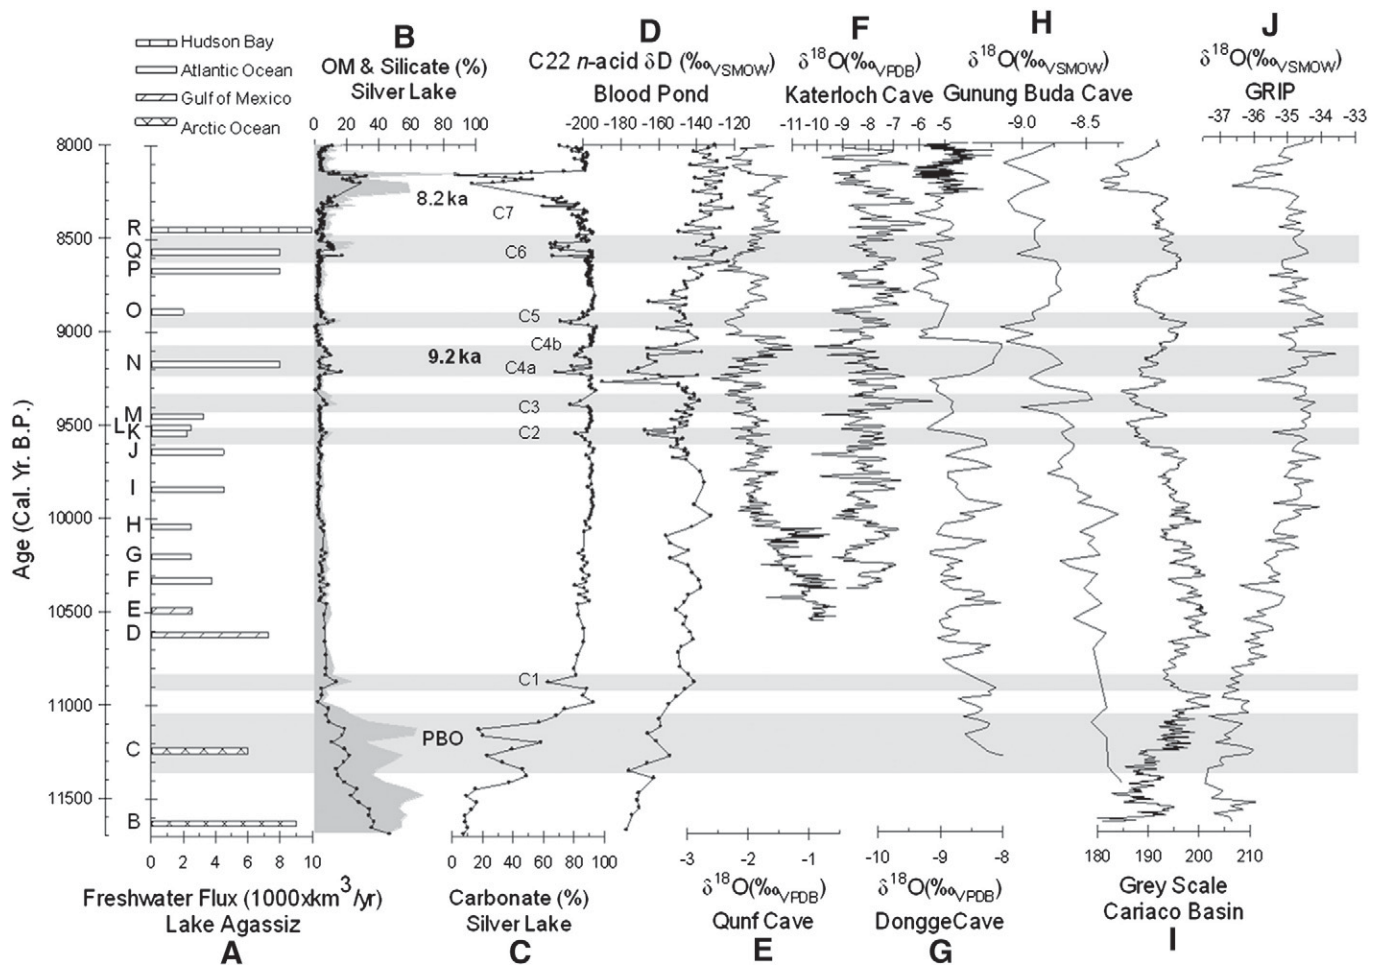 B D F H J
Hudson Bay
Atlantic Ocean
Gulf of Mexico
Arctic Ocean
OM & Silicate (%)
Silver Lake
C22 n-acid δD (‰VSMOW)
Blood Pond
δ18O(‰VPDB)
Katerloch Cave
δ18O(‰VSMOW)
Gunung Buda Cave
δ18O(‰VSMOW)
GRIP
0 20 40 60 80 100
-200 -180 -160 -140 -120
-11 -10 -9 -8 -7 -6 -5
-9.0 -8.5
-37 -36 -35 -34 -33
Age (Cal. Yr. B.P.)
8000
8500
9000
9500
10000
10500
11000
11500
R
Q
P
O
N
M
L
K
J
I
H
G
F
E
D
C
B
8.2 ka
9.2 ka
PBO
C7
C6
C5
C4b
C4a
C3
C2
C1
0 2 4 6 8 10
Freshwater Flux (1000xkm3/yr)
Lake Agassiz
A
0 20 40 60 80 100
Carbonate (%)
Silver Lake
C
-3 -2 -1
δ18O(‰VPDB)
Qunf Cave
E
-10 -9 -8
δ18O(‰VPDB)
DonggeCave
G
180 190 200 210
Grey Scale
Cariaco Basin
I